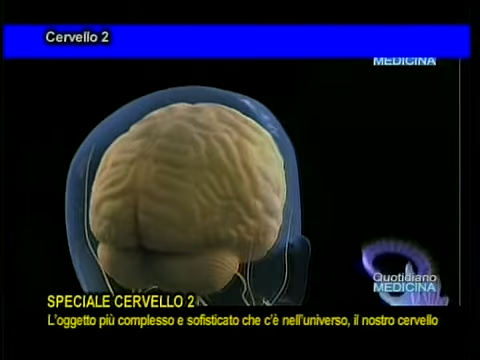 Cervello 2
MEDICINA
Quotidiano
MEDICINA
SPECIALE CERVELLO 2
L'oggetto più complesso e sofisticato che c'è nell'universo, il nostro cervello